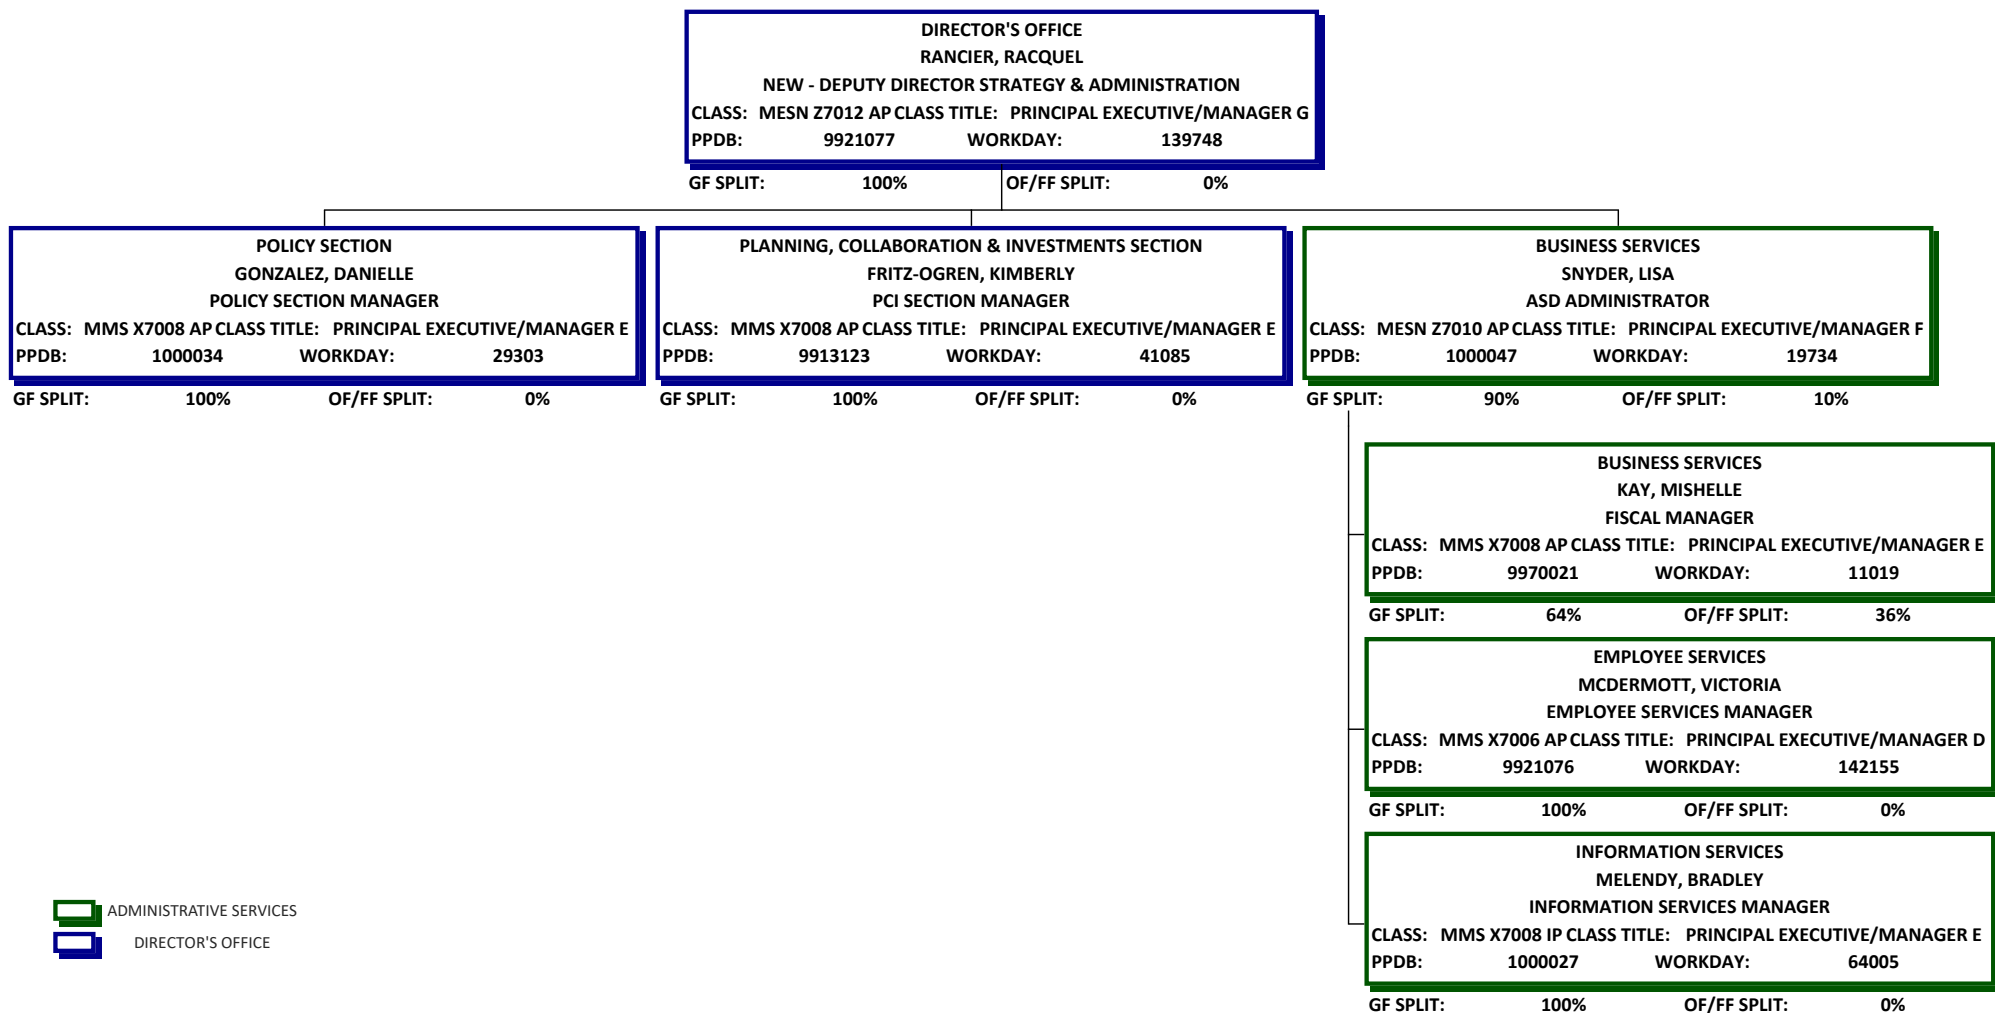 DIRECTOR'S OFFICE
RANCIER, RACQUEL
NEW - DEPUTY DIRECTOR STRATEGY & ADMINISTRATION
CLASS: MESN Z7012 AP CLASS TITLE: PRINCIPAL EXECUTIVE/MANAGER G
PPDB: 9921077 WORKDAY: 139748
GF SPLIT: 100% OF/FF SPLIT: 0%
POLICY SECTION
GONZALEZ, DANIELLE
POLICY SECTION MANAGER
CLASS: MMS X7008 AP CLASS TITLE: PRINCIPAL EXECUTIVE/MANAGER E
PPDB: 1000034 WORKDAY: 29303
GF SPLIT: 100% OF/FF SPLIT: 0%
PLANNING, COLLABORATION & INVESTMENTS SECTION
FRITZ-OGREN, KIMBERLY
PCI SECTION MANAGER
CLASS: MMS X7008 AP CLASS TITLE: PRINCIPAL EXECUTIVE/MANAGER E
PPDB: 9913123 WORKDAY: 41085
GF SPLIT: 100% OF/FF SPLIT: 0%
BUSINESS SERVICES
SNYDER, LISA
ASD ADMINISTRATOR
CLASS: MESN Z7010 AP CLASS TITLE: PRINCIPAL EXECUTIVE/MANAGER F
PPDB: 1000047 WORKDAY: 19734
GF SPLIT: 90% OF/FF SPLIT: 10%
BUSINESS SERVICES
KAY, MISHELLE
FISCAL MANAGER
CLASS: MMS X7008 AP CLASS TITLE: PRINCIPAL EXECUTIVE/MANAGER E
PPDB: 9970021 WORKDAY: 11019
GF SPLIT: 64% OF/FF SPLIT: 36%
EMPLOYEE SERVICES
MCDERMOTT, VICTORIA
EMPLOYEE SERVICES MANAGER
CLASS: MMS X7006 AP CLASS TITLE: PRINCIPAL EXECUTIVE/MANAGER D
PPDB: 9921076 WORKDAY: 142155
GF SPLIT: 100% OF/FF SPLIT: 0%
INFORMATION SERVICES
MELENDY, BRADLEY
INFORMATION SERVICES MANAGER
CLASS: MMS X7008 IP CLASS TITLE: PRINCIPAL EXECUTIVE/MANAGER E
PPDB: 1000027 WORKDAY: 64005
GF SPLIT: 100% OF/FF SPLIT: 0%
ADMINISTRATIVE SERVICES
DIRECTOR'S OFFICE